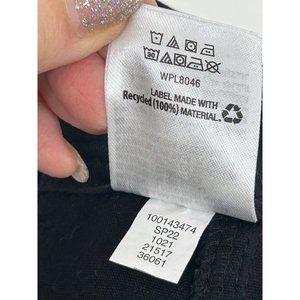 WPL8046
LABEL MADE WITH
Recycled (100%) MATERIAL.
100143474
SP22
1021
21517
36061